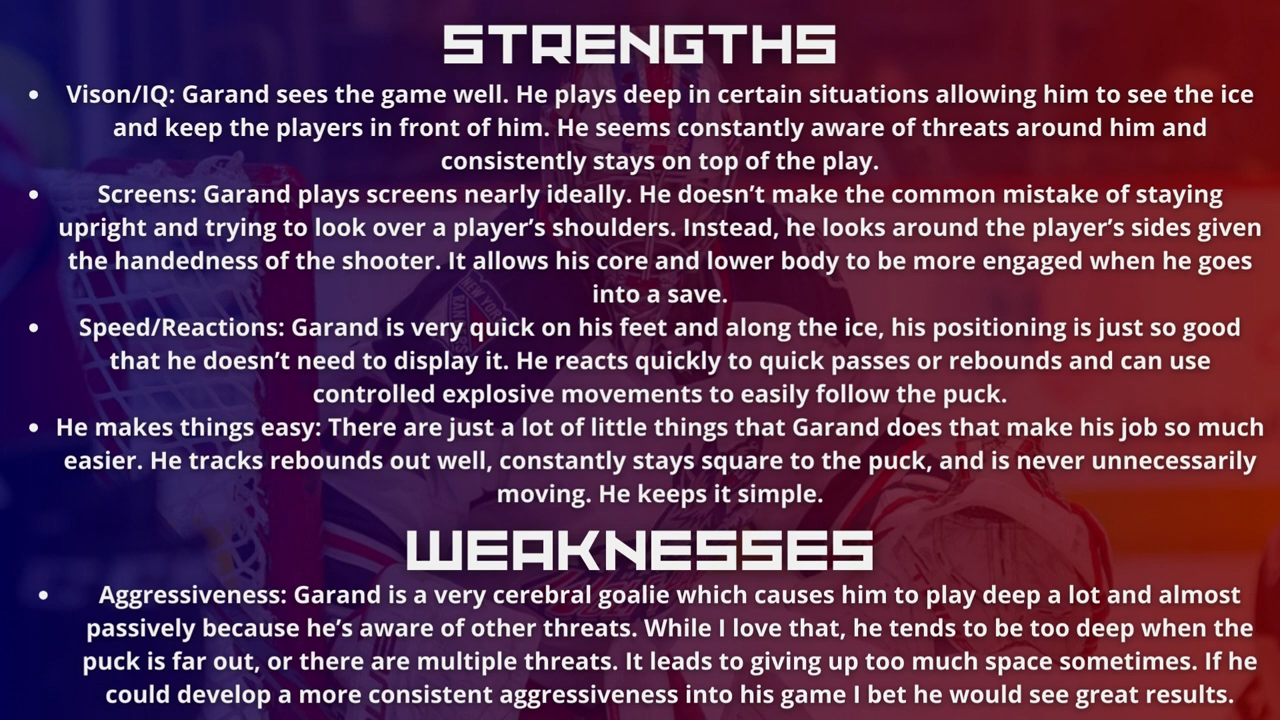 STRENGTHS
• Vison/IQ: Garand sees the game well. He plays deep in certain situations allowing him to see the ice
and keep the players in front of him. He seems constantly aware of threats around him and
consistently stays on top of the play.
• Screens: Garand plays screens nearly ideally. He doesn’t make the common mistake of staying
upright and trying to look over a player’s shoulders. Instead, he looks around the player’s sides given
the handedness of the shooter. It allows his core and lower body to be more engaged when he goes
into a save.
• Speed/Reactions: Garand is very quick on his feet and along the ice, his positioning is just so good
that he doesn’t need to display it. He reacts quickly to quick passes or rebounds and can use
controlled explosive movements to easily follow the puck.
• He makes things easy: There are just a lot of little things that Garand does that make his job so much
easier. He tracks rebounds out well, constantly stays square to the puck, and is never unnecessarily
moving. He keeps it simple.
WEAKNESSES
• Aggressiveness: Garand is a very cerebral goalie which causes him to play deep a lot and almost
passively because he’s aware of other threats. While I love that, he tends to be too deep when the
puck is far out, or there are multiple threats. It leads to giving up too much space sometimes. If he
could develop a more consistent aggressiveness into his game I bet he would see great results.
NEW YORK